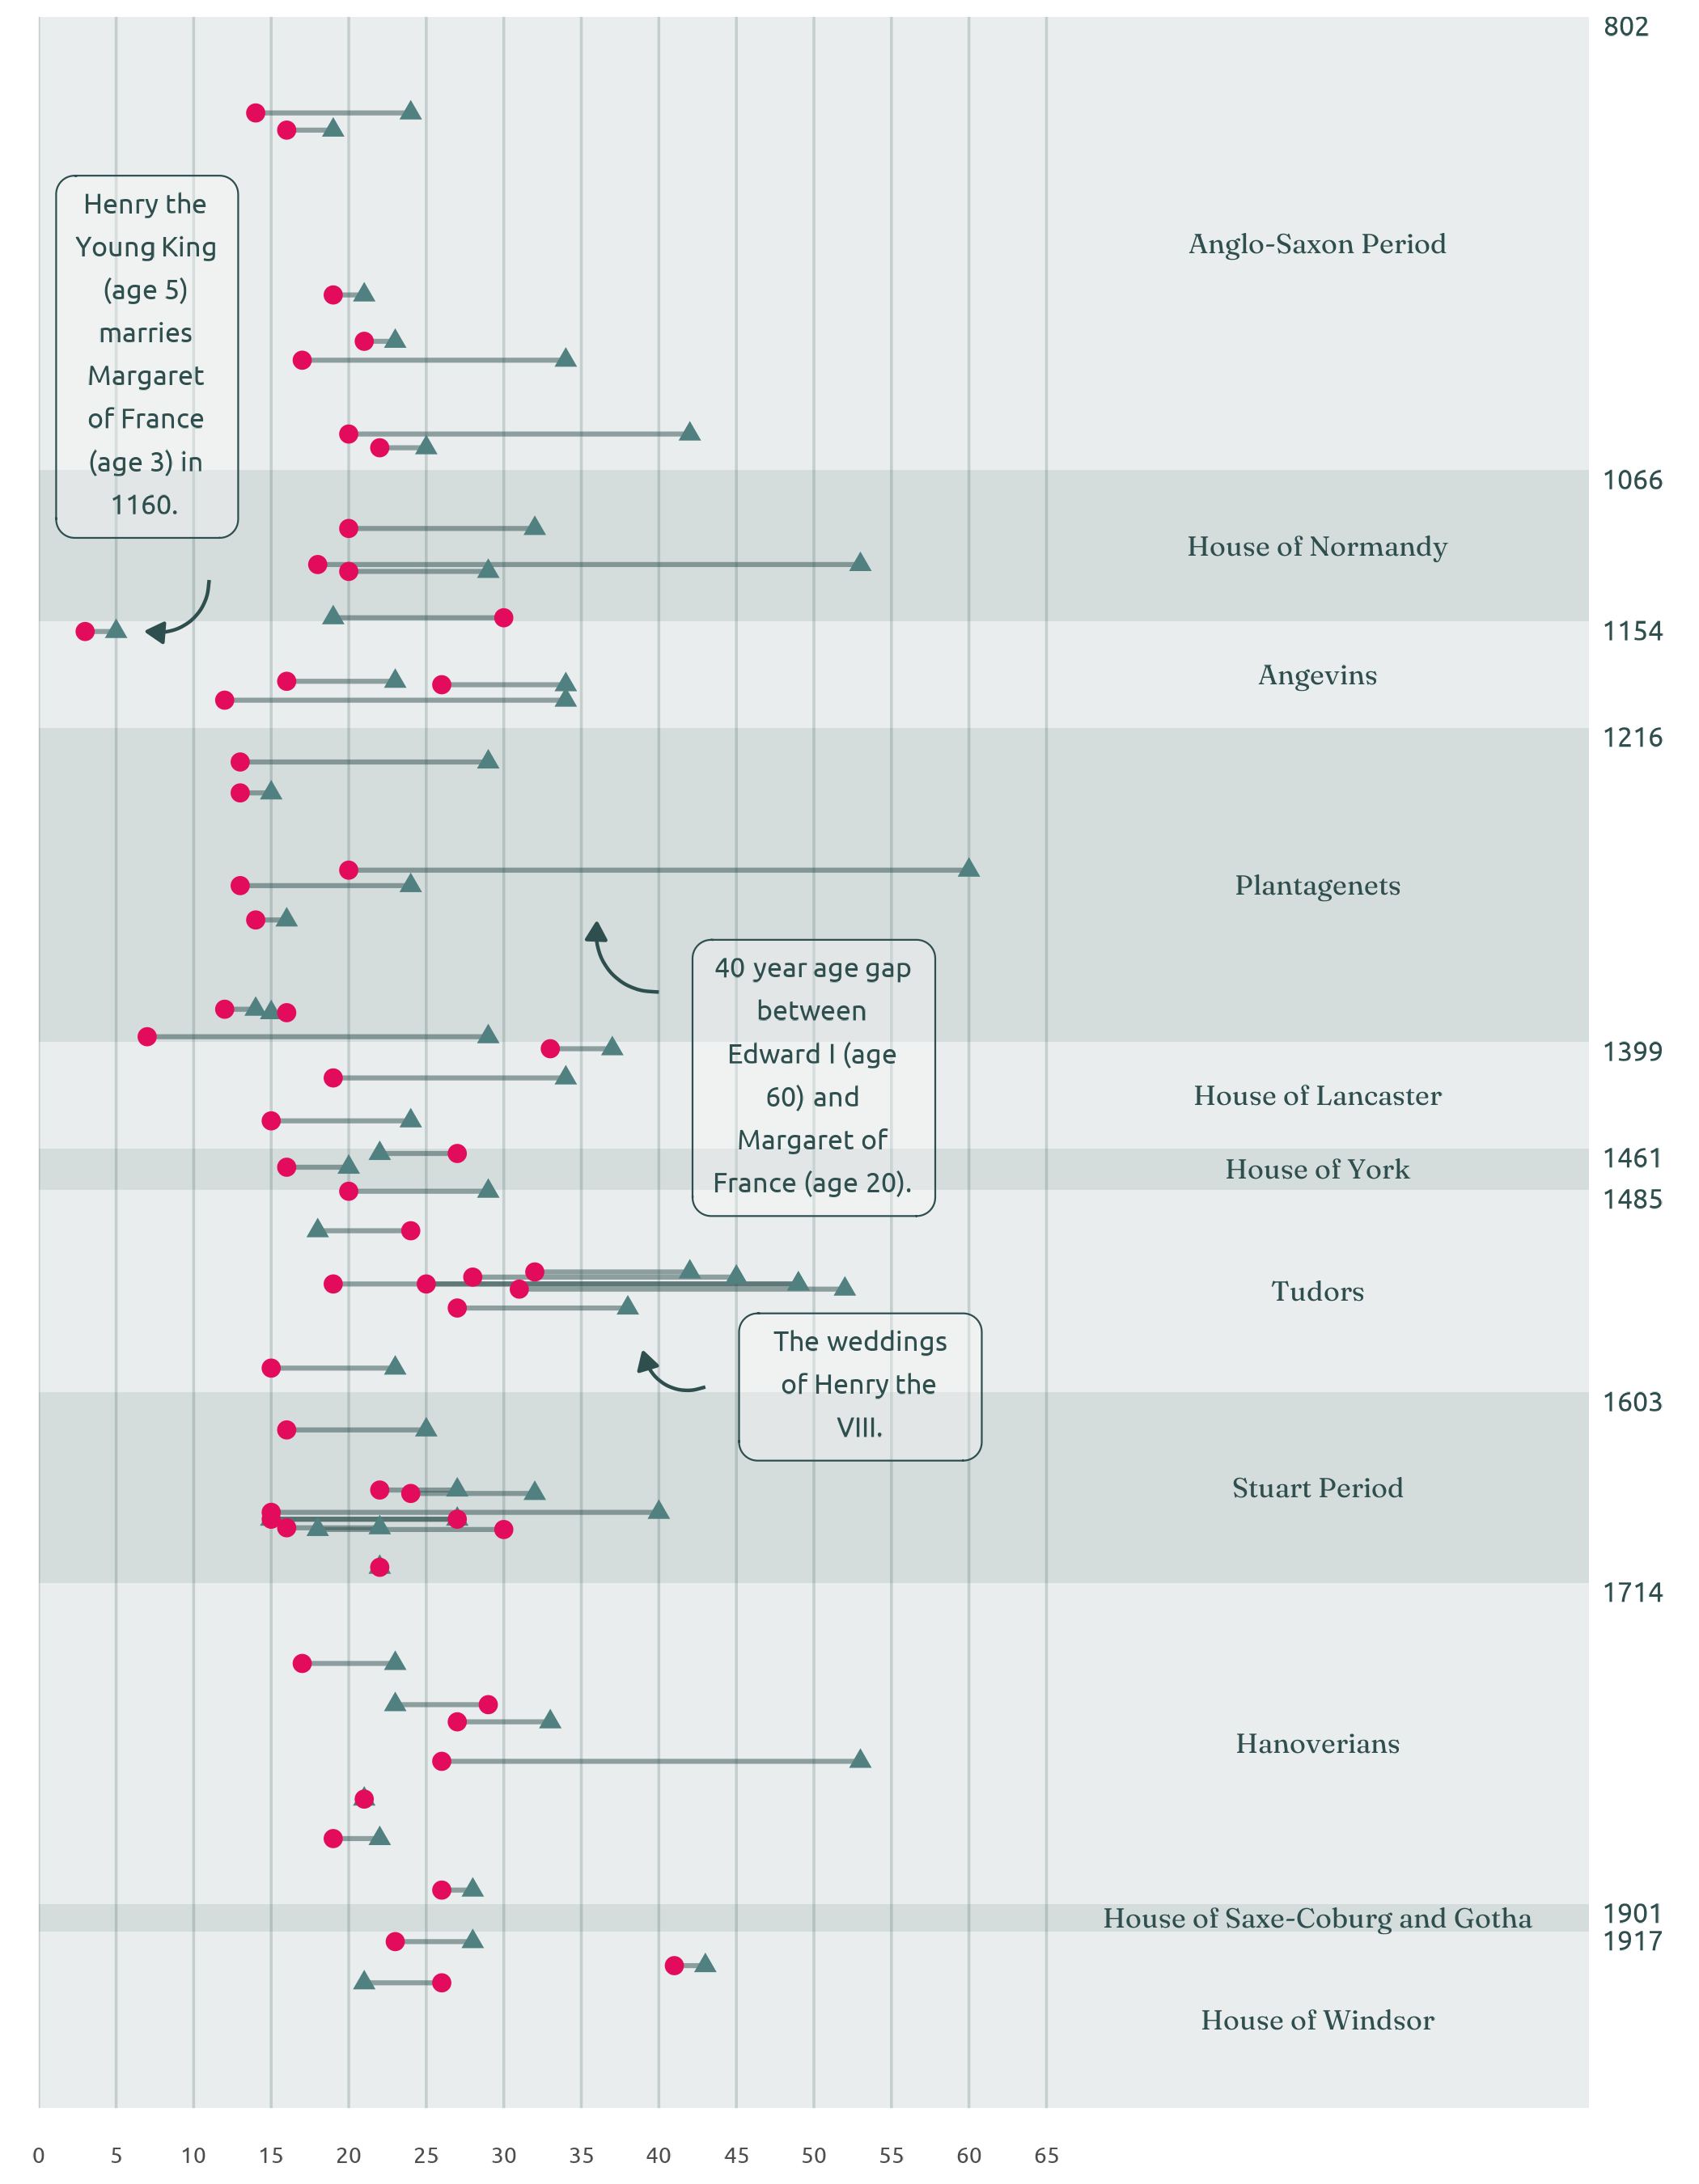 802
Henry the
Young King
(age 5)
marries
Margaret
of France
(age 3) in
1160.
Anglo-Saxon Period
1066
House of Normandy
1154
Angevins
1216
Plantagenets
40 year age gap
between
Edward I (age
60) and
Margaret of
France (age 20).
1399
House of Lancaster
1461
House of York
1485
Tudors
The weddings
of Henry the
VIII.
1603
Stuart Period
1714
Hanoverians
1901
House of Saxe-Coburg and Gotha
1917
House of Windsor
0 5 10 15 20 25 30 35 40 45 50 55 60 65